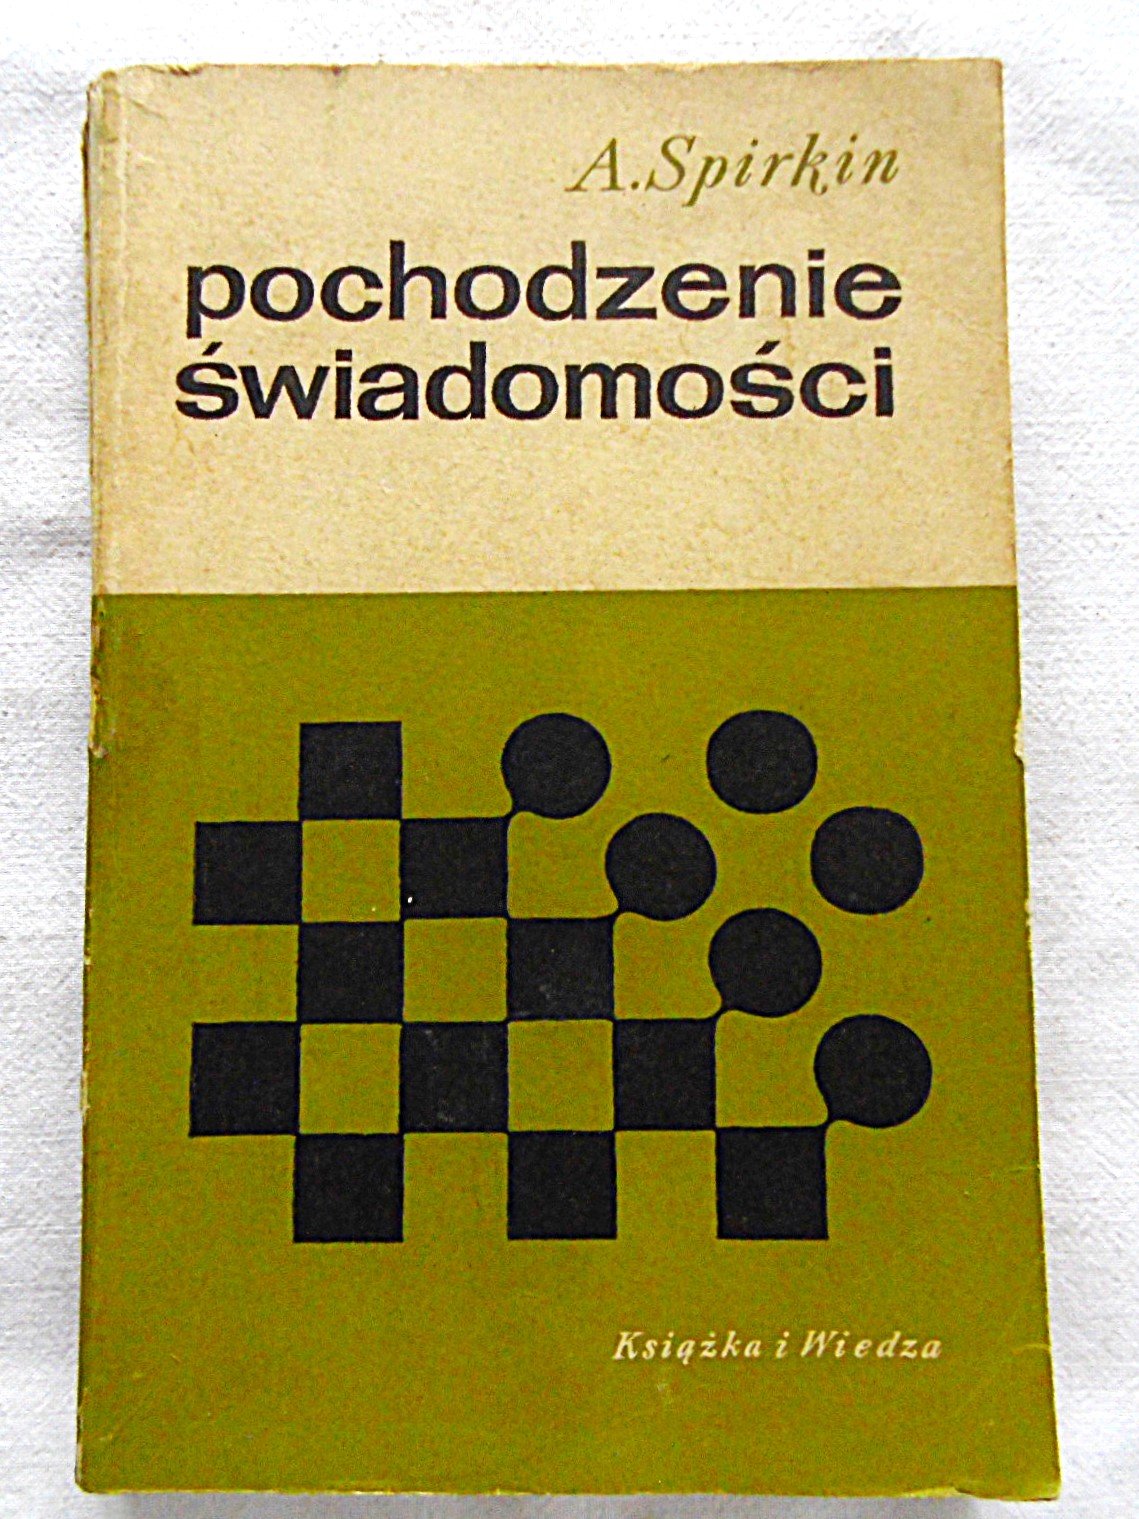 A. Spirkin
pochodzenie
świadomości
Książka i Wiedza